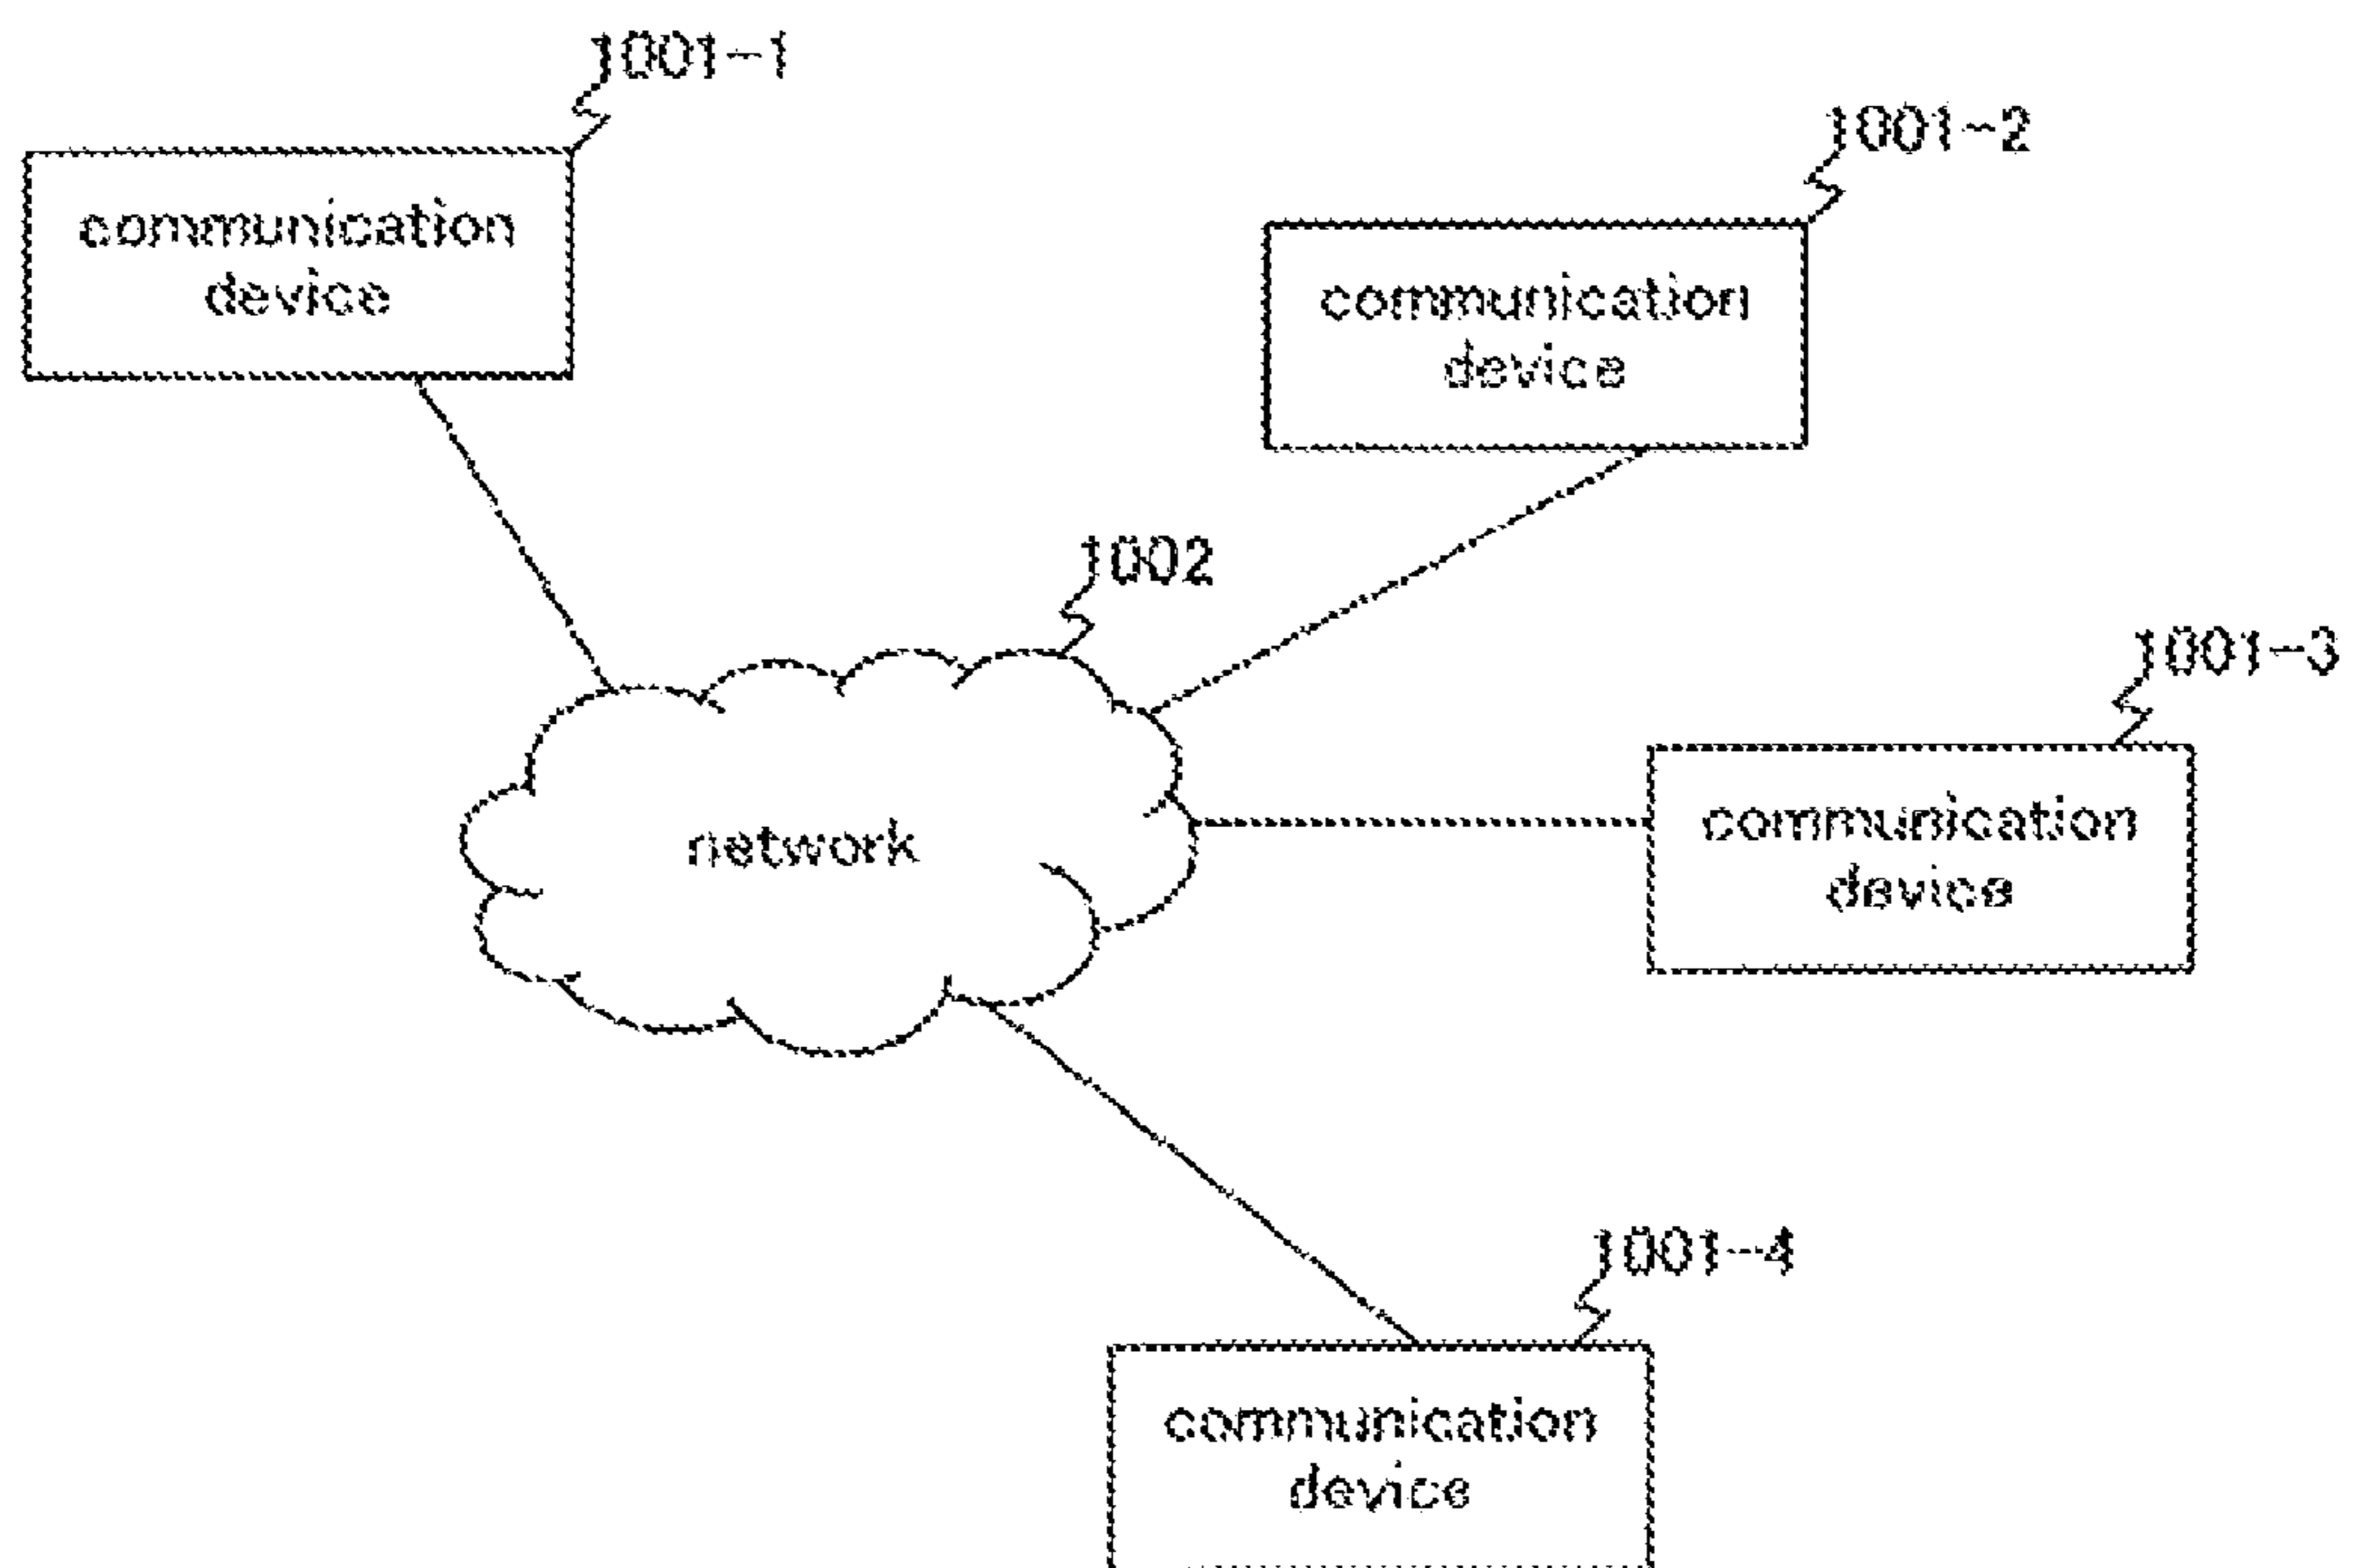 1001-1
communication
device
1001-2
communication
device
1002
network
1001-3
communication
device
1001-4
communication
device